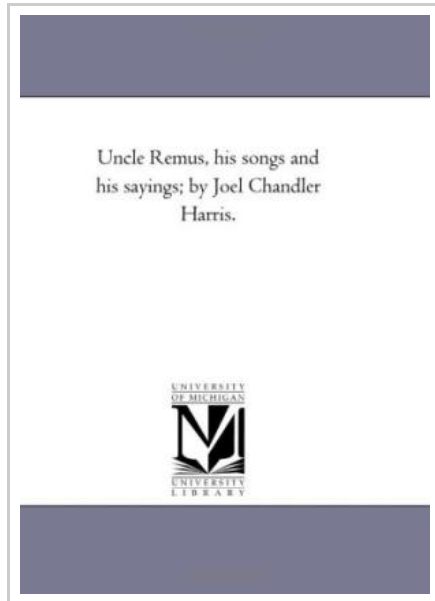 Uncle Remus, his songs and
his sayings; by Joel Chandler
Harris.
UNIVERSITY
OF MICHIGAN
UNIVERSITY
LIBRARY